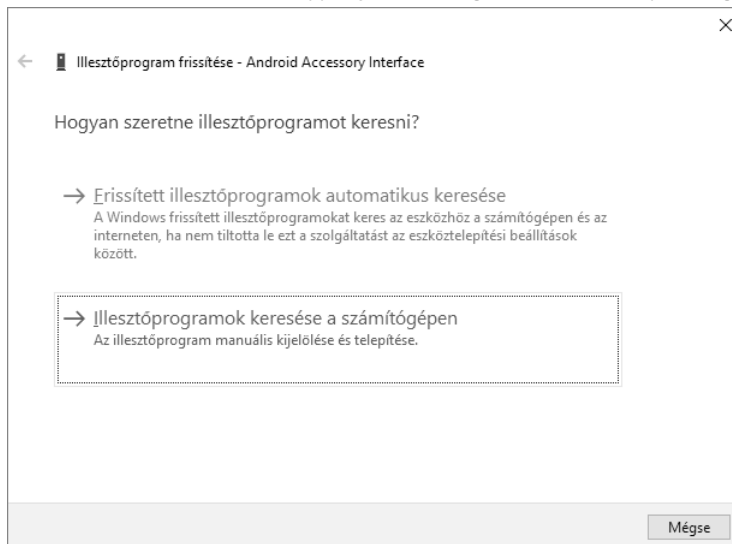 Illesztőprogram frissítése - Android Accessory Interface
Hogyan szeretne illesztőprogramot keresni?
Frissített illesztőprogramok automatikus keresése
A Windows frissített illesztőprogramokat keres az eszközhöz a számítógépen és az
interneten, ha nem tiltotta le ezt a szolgáltatást az eszköztelepítési beállítások
között.
Illesztőprogramok keresése a számítógépen
Az illesztőprogram manuális kijelölése és telepítése.
Mégse